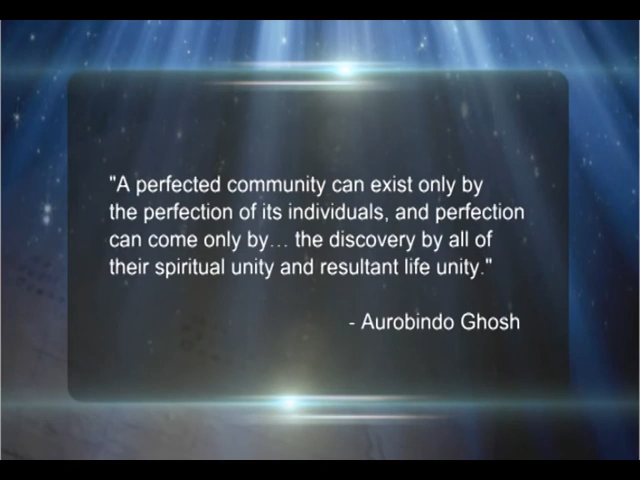 "A perfected community can exist only by
the perfection of its individuals, and perfection
can come only by... the discovery by all of
their spiritual unity and resultant life unity."
- Aurobindo Ghosh